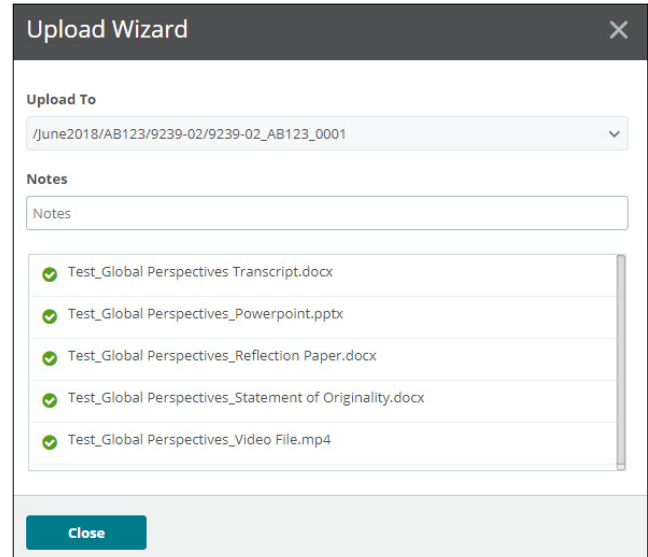 Upload Wizard
Upload To
/June2018/AB123/9239-02/9239-02_AB123_0001
Notes
Notes
Test_Global Perspectives Transcript.docx
Test_Global Perspectives_Powerpoint.pptx
Test_Global Perspectives_Reflection Paper.docx
Test_Global Perspectives_Statement of Originality.docx
Test_Global Perspectives_Video File.mp4
Close